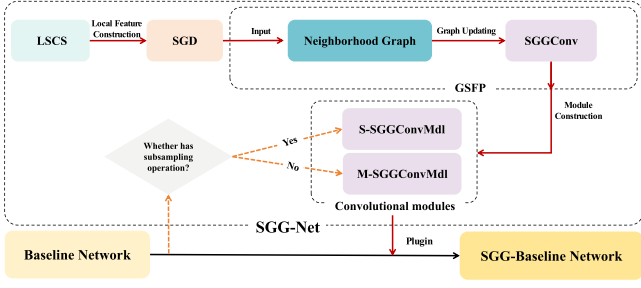 LSCS
Local Feature
Construction
SGD
Input
Neighborhood Graph
Graph Updating
SGGConv
GSFP
Module
Construction
Whether has
subsampling
operation?
Yes
No
S-SGGConvMdl
M-SGGConvMdl
Convolutional modules
SGG-Net
Baseline Network
Plugin
SGG-Baseline Network